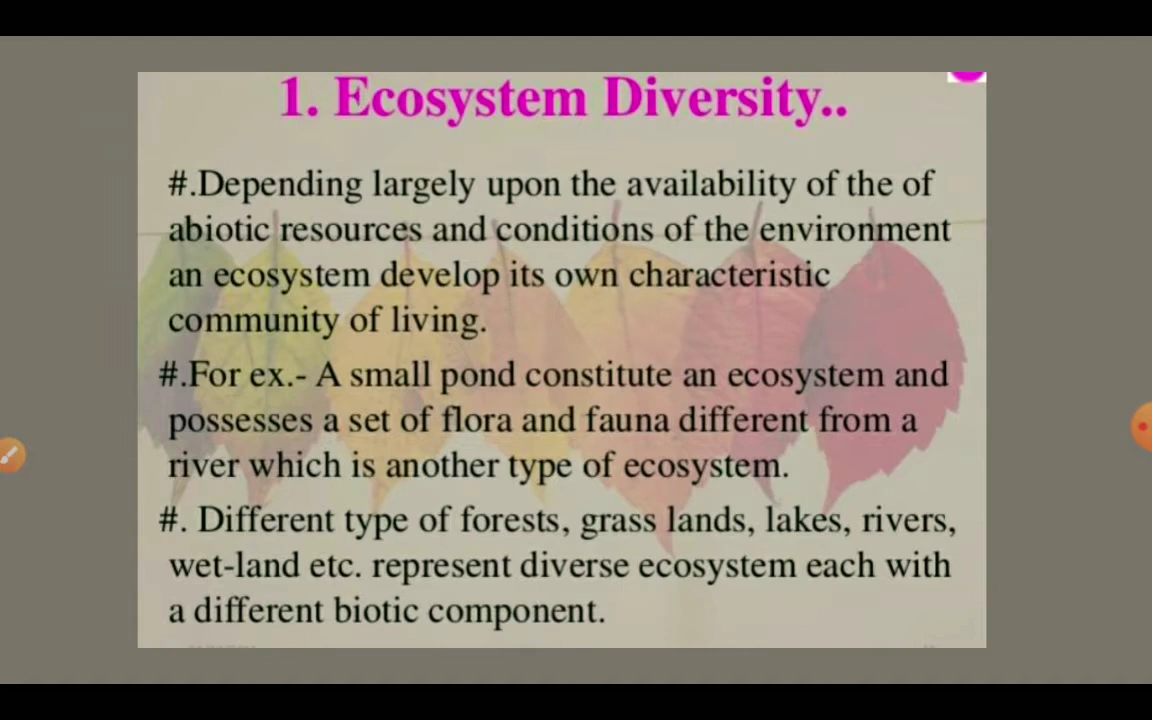 1. Ecosystem Diversity..
#.Depending largely upon the availability of the of
abiotic resources and conditions of the environment
an ecosystem develop its own characteristic
community of living.
#.For ex.- A small pond constitute an ecosystem and
possesses a set of flora and fauna different from a
river which is another type of ecosystem.
#. Different type of forests, grass lands, lakes, rivers,
wet-land etc. represent diverse ecosystem each with
a different biotic component.